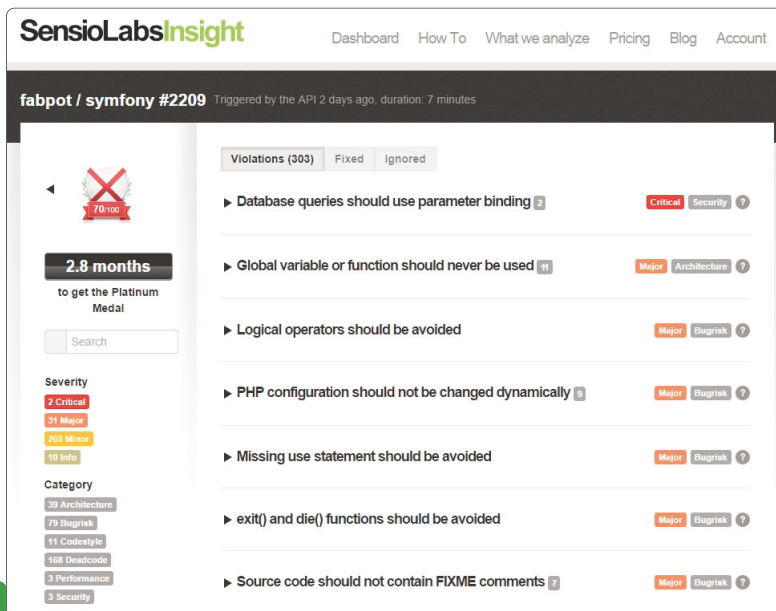 SensioLabsInsight
Dashboard How To What we analyze Pricing Blog Account
fabpot / symfony #2209 Triggered by the API 2 days ago, duration: 7 minutes
70/100
2.8 months
to get the Platinum
Medal
Search
Severity
2 Critical
31 Major
260 Minor
10 Info
Category
39 Architecture
79 Bugrisk
11 Codestyle
168 Deadcode
3 Performance
3 Security
Violations (303) Fixed Ignored
Database queries should use parameter binding 2 Critical Security ?
Global variable or function should never be used 11 Major Architecture ?
Logical operators should be avoided Major Bugrisk ?
PHP configuration should not be changed dynamically 9 Major Bugrisk ?
Missing use statement should be avoided Major Bugrisk ?
exit() and die() functions should be avoided Major Bugrisk ?
Source code should not contain FIXME comments 7 Major Bugrisk ?